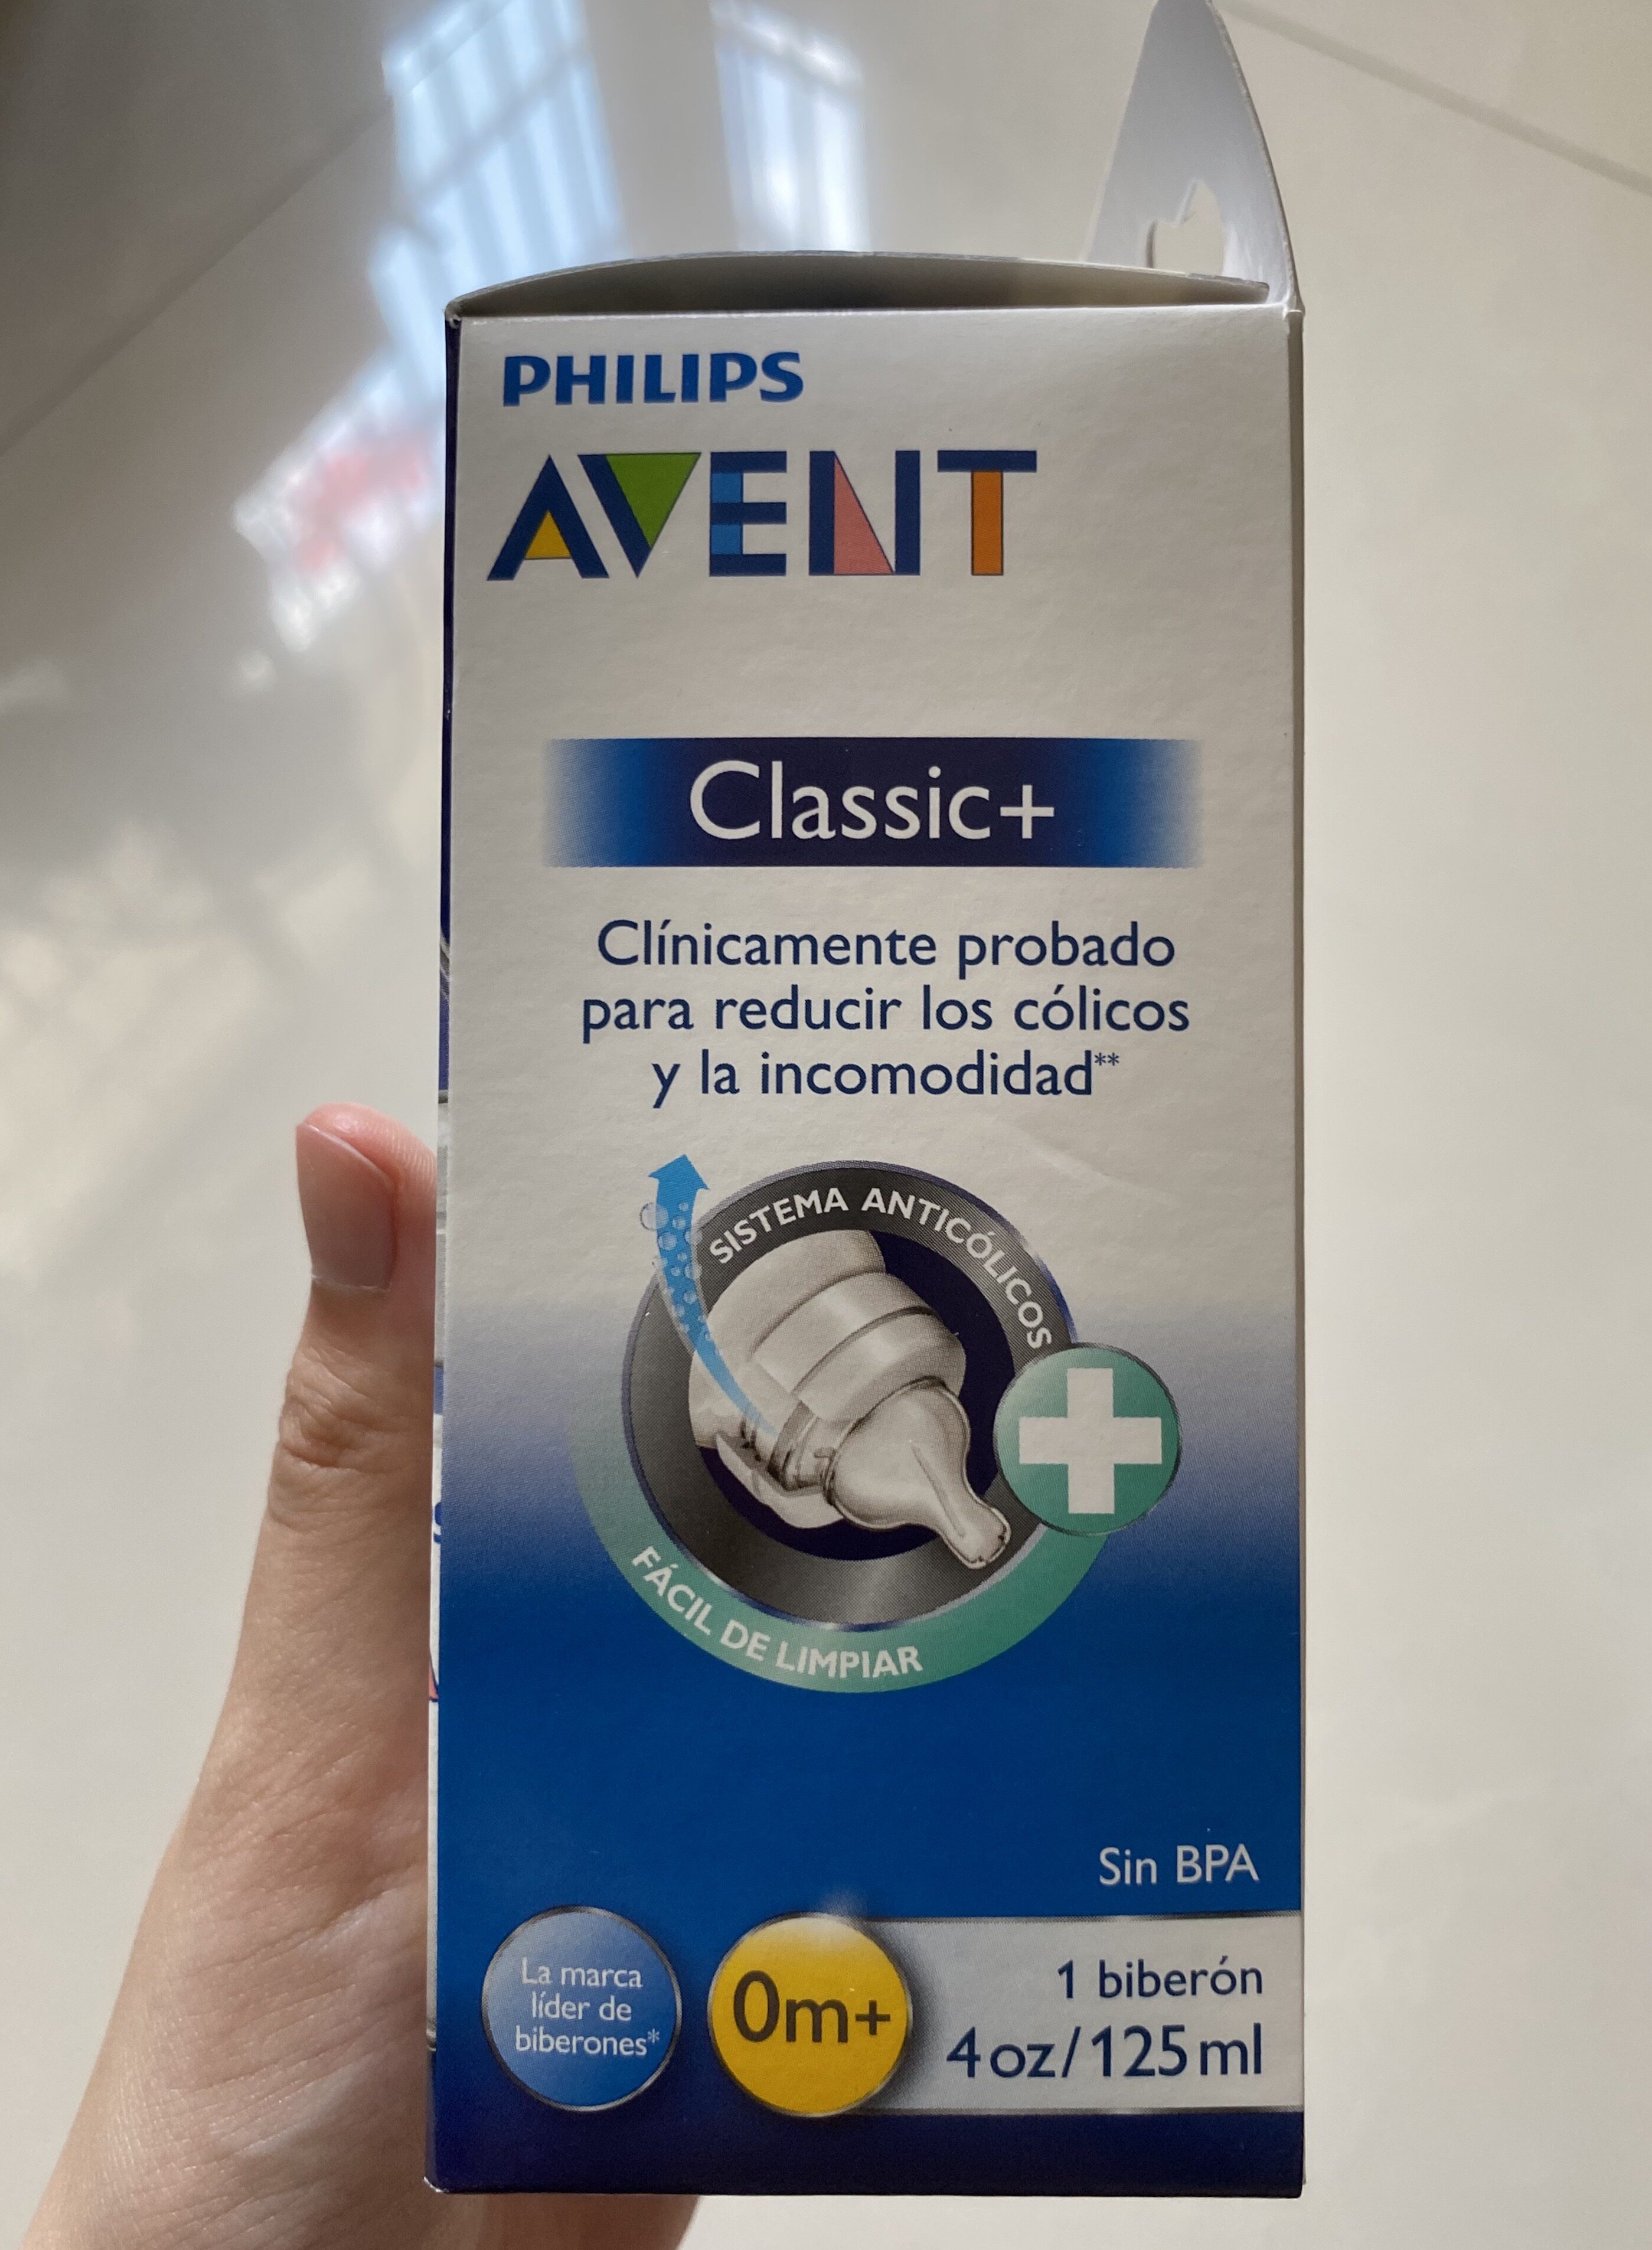 PHILIPS
AVENT
Classic+
Clínicamente probado
para reducir los cólicos
y la incomodidad**
SISTEMA ANTICÓLICOS
FÁCIL DE LIMPIAR
Sin BPA
La marca
líder de
biberones*
0m+
1 biberón
4 oz/125 ml